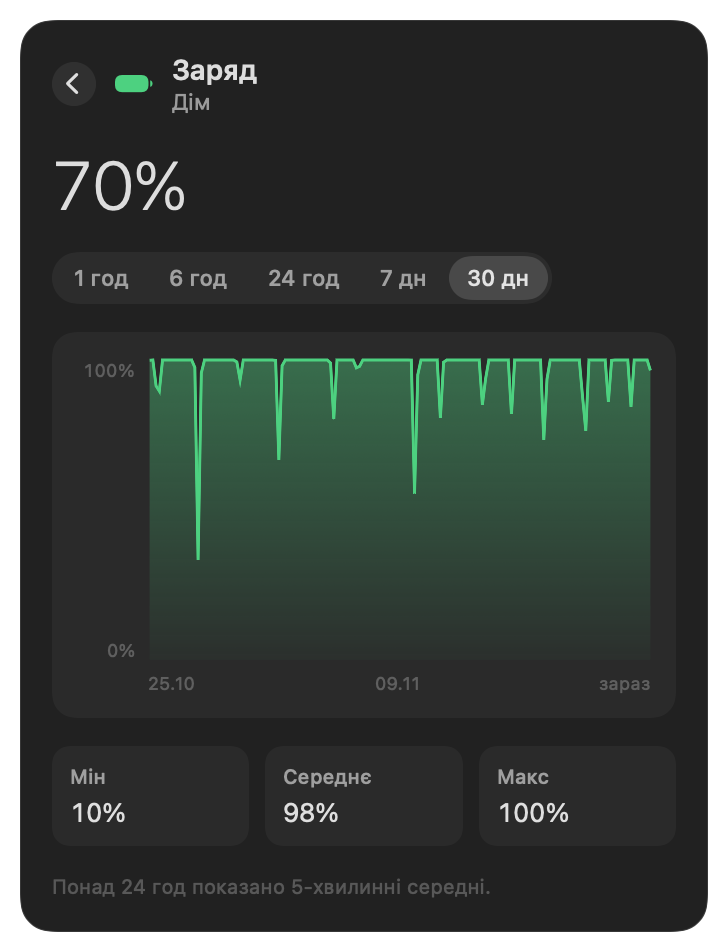 Заряд
Дім
70%
1 год 6 год 24 год 7 дн 30 дн
100%
0%
25.10 09.11 зараз
Мін Середнє Макс
10% 98% 100%
Понад 24 год показано 5-хвилинні середні.